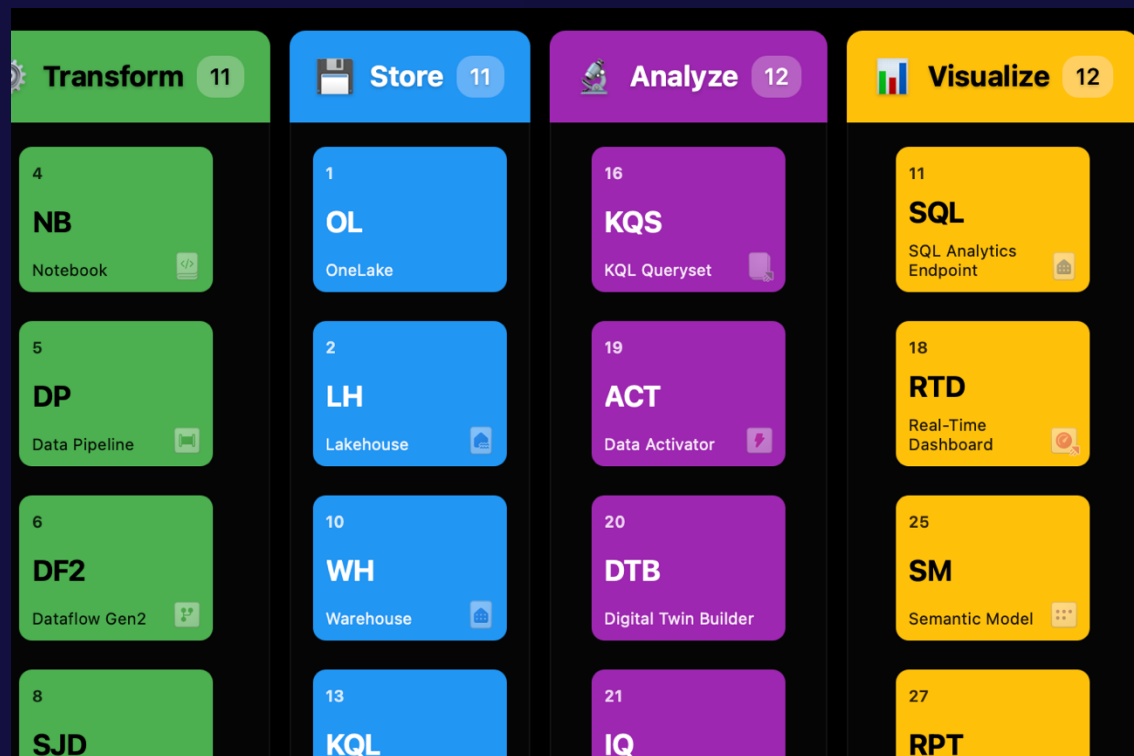 Transform 11
4
NB
Notebook
5
DP
Data Pipeline
6
DF2
Dataflow Gen2
8
SJD
Store 11
1
OL
OneLake
2
LH
Lakehouse
10
WH
Warehouse
13
KQL
Analyze 12
16
KQS
KQL Queryset
19
ACT
Data Activator
20
DTB
Digital Twin Builder
21
IQ
Visualize 12
11
SQL
SQL Analytics
Endpoint
18
RTD
Real-Time
Dashboard
25
SM
Semantic Model
27
RPT